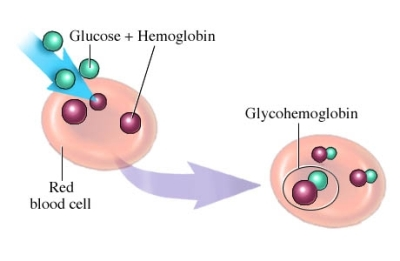 Glucose + Hemoglobin
Glycohemoglobin
Red
blood cell